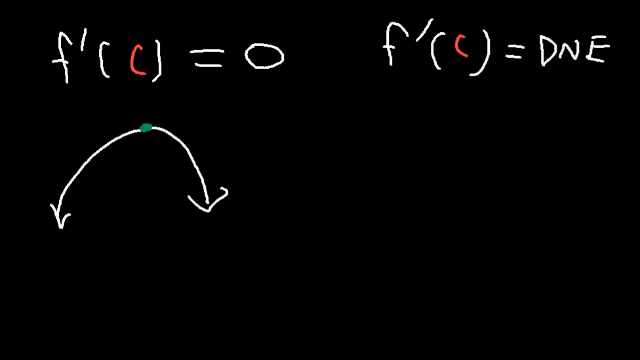 f'(c) = 0
f'(c) = DNE